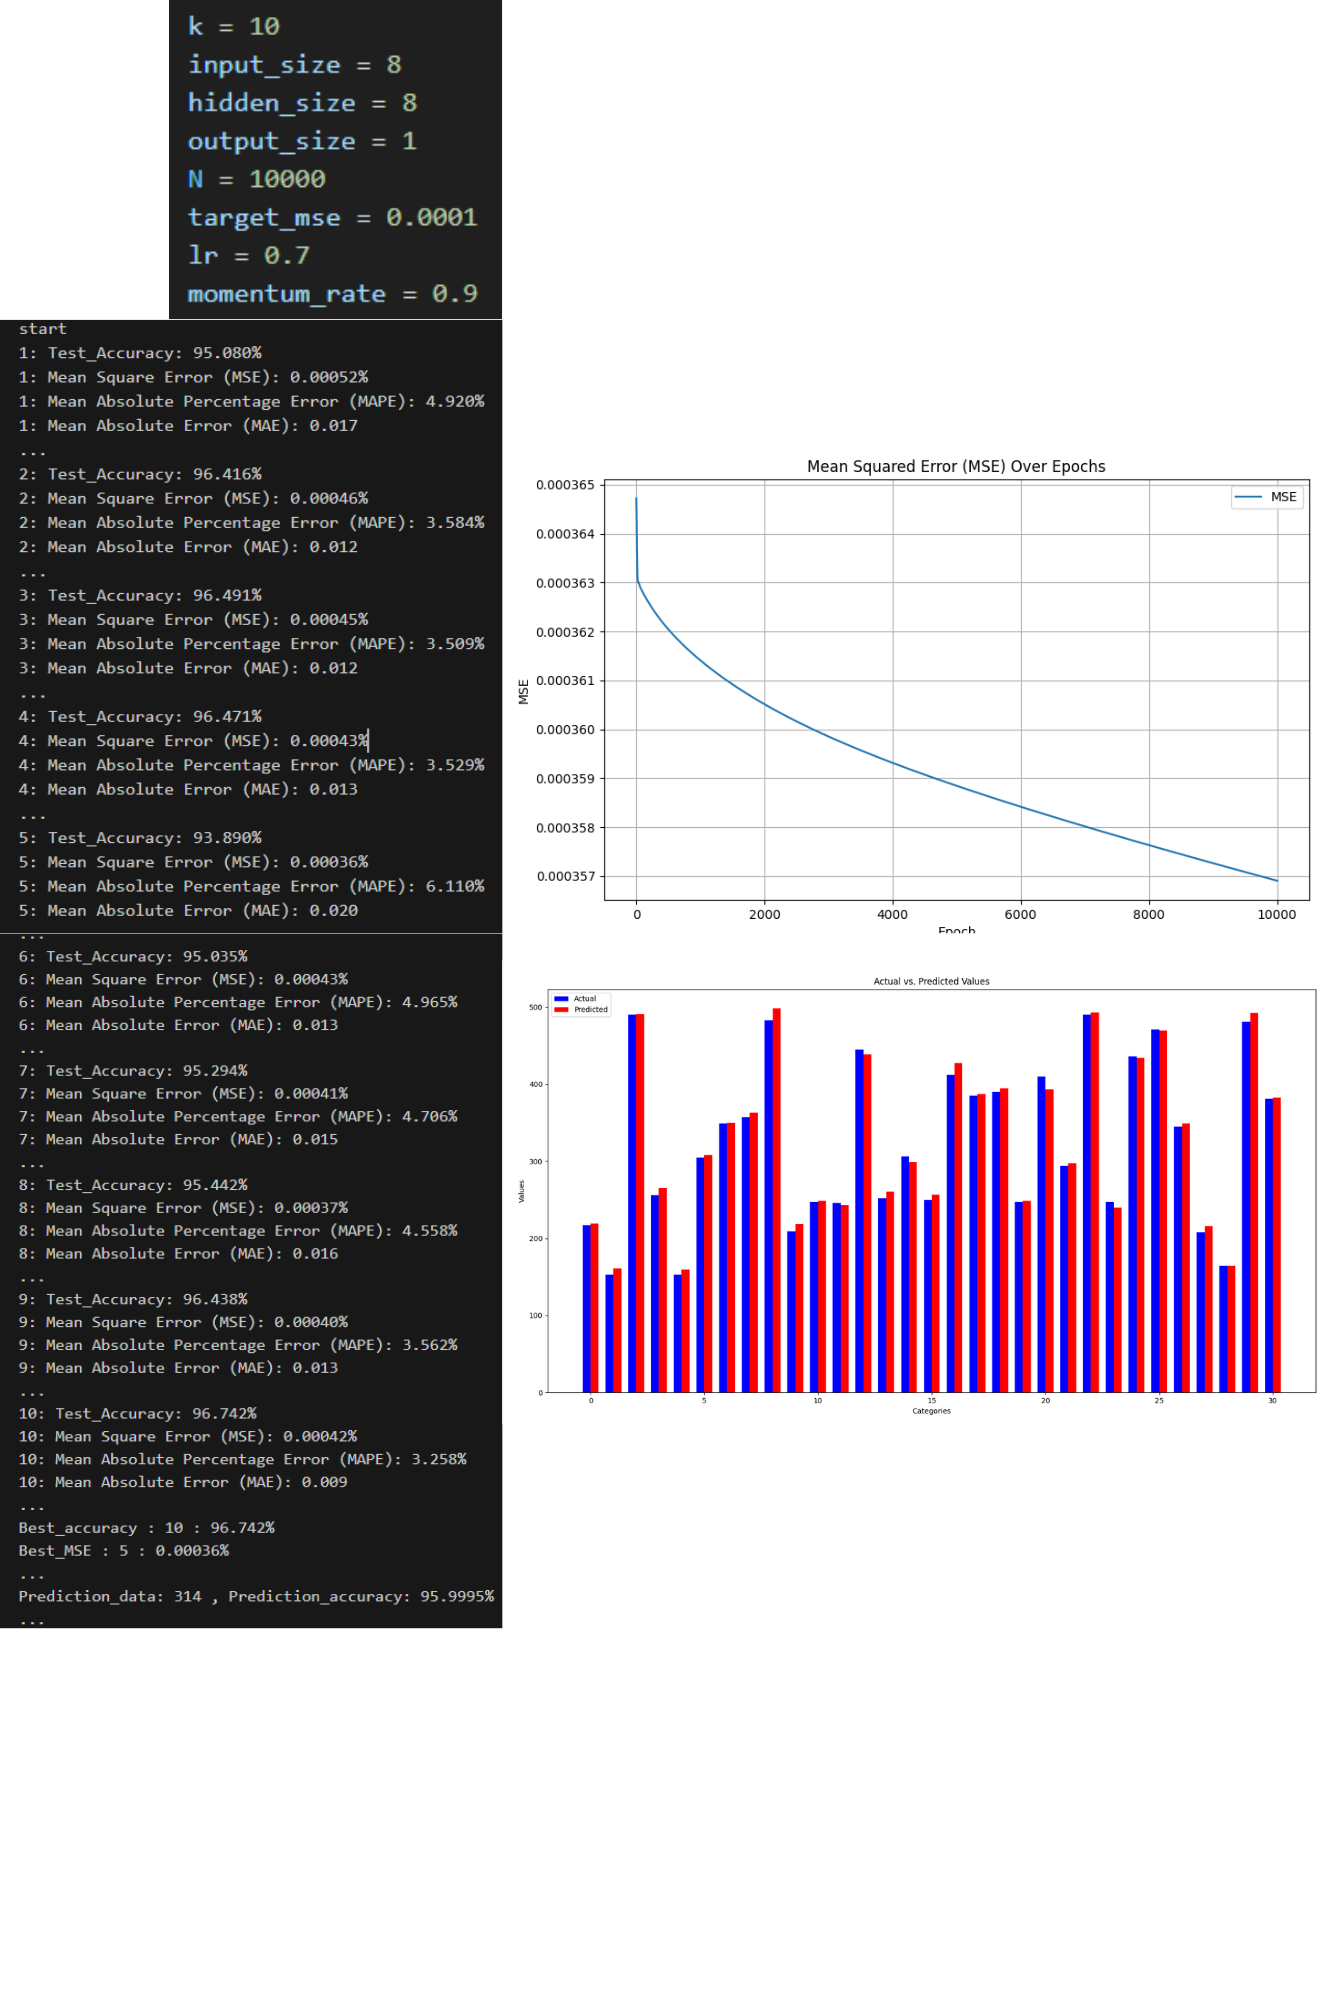 k = 10
input_size = 8
hidden_size = 8
output_size = 1
N = 10000
target_mse = 0.0001
lr = 0.7
momentum_rate = 0.9
start
1: Test_Accuracy: 95.080%
1: Mean Square Error (MSE): 0.00052%
1: Mean Absolute Percentage Error (MAPE): 4.920%
1: Mean Absolute Error (MAE): 0.017
...
2: Test_Accuracy: 96.416%
2: Mean Square Error (MSE): 0.00046%
2: Mean Absolute Percentage Error (MAPE): 3.584%
2: Mean Absolute Error (MAE): 0.012
...
3: Test_Accuracy: 96.491%
3: Mean Square Error (MSE): 0.00045%
3: Mean Absolute Percentage Error (MAPE): 3.509%
3: Mean Absolute Error (MAE): 0.012
...
4: Test_Accuracy: 96.471%
4: Mean Square Error (MSE): 0.00043%
4: Mean Absolute Percentage Error (MAPE): 3.529%
4: Mean Absolute Error (MAE): 0.013
...
5: Test_Accuracy: 93.890%
5: Mean Square Error (MSE): 0.00036%
5: Mean Absolute Percentage Error (MAPE): 6.110%
5: Mean Absolute Error (MAE): 0.020
...
6: Test_Accuracy: 95.035%
6: Mean Square Error (MSE): 0.00043%
6: Mean Absolute Percentage Error (MAPE): 4.965%
6: Mean Absolute Error (MAE): 0.013
...
7: Test_Accuracy: 95.294%
7: Mean Square Error (MSE): 0.00041%
7: Mean Absolute Percentage Error (MAPE): 4.706%
7: Mean Absolute Error (MAE): 0.015
...
8: Test_Accuracy: 95.442%
8: Mean Square Error (MSE): 0.00037%
8: Mean Absolute Percentage Error (MAPE): 4.558%
8: Mean Absolute Error (MAE): 0.016
...
9: Test_Accuracy: 96.438%
9: Mean Square Error (MSE): 0.00040%
9: Mean Absolute Percentage Error (MAPE): 3.562%
9: Mean Absolute Error (MAE): 0.013
...
10: Test_Accuracy: 96.742%
10: Mean Square Error (MSE): 0.00042%
10: Mean Absolute Percentage Error (MAPE): 3.258%
10: Mean Absolute Error (MAE): 0.009
...
Best_accuracy : 10 : 96.742%
Best_MSE : 5 : 0.00036%
...
Prediction_data: 314 , Prediction_accuracy: 95.9995%
...
Mean Squared Error (MSE) Over Epochs
MSE
0.000365
0.000364
0.000363
0.000362
0.000361
0.000360
0.000359
0.000358
0.000357
MSE
0 2000 4000 6000 8000 10000
Epoch
Actual vs. Predicted Values
Actual
Predicted
500
400
300
200
100
0
Values
0 5 10 15 20 25 30
Categories